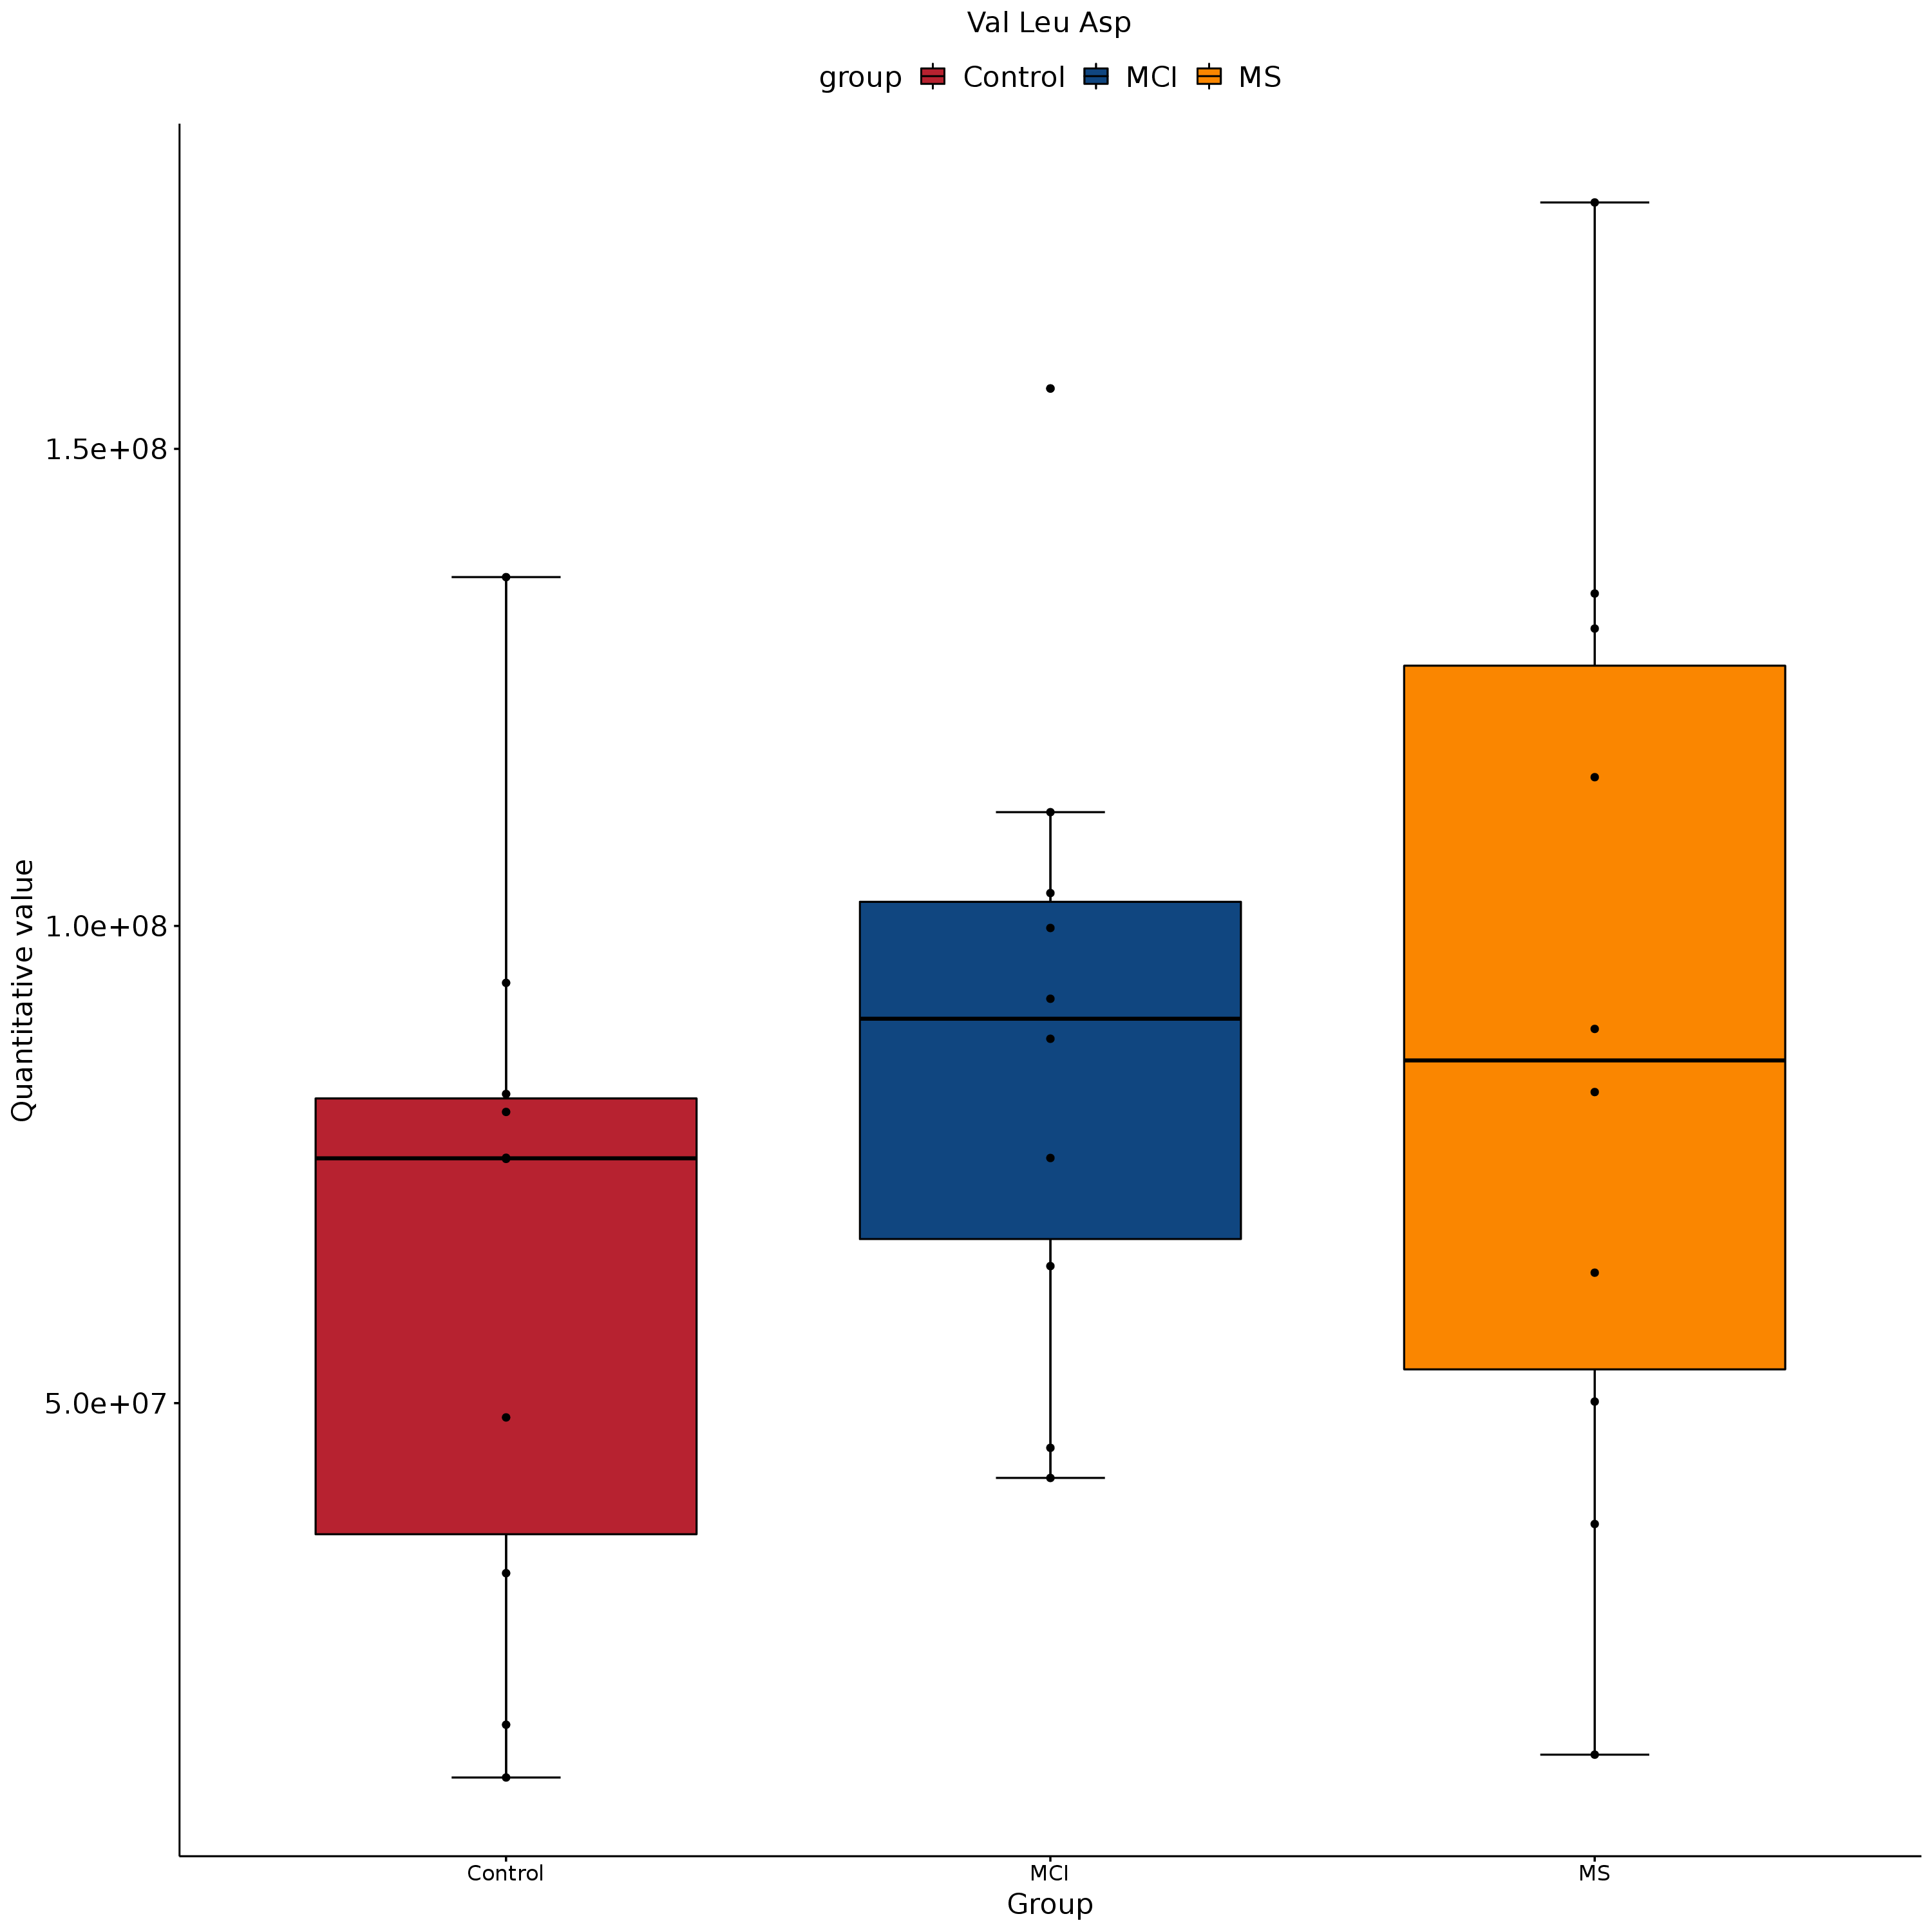 Val Leu Asp
group Control MCI MS
1.5e+08
1.0e+08
5.0e+07
Quantitative value
Control MCI MS
Group